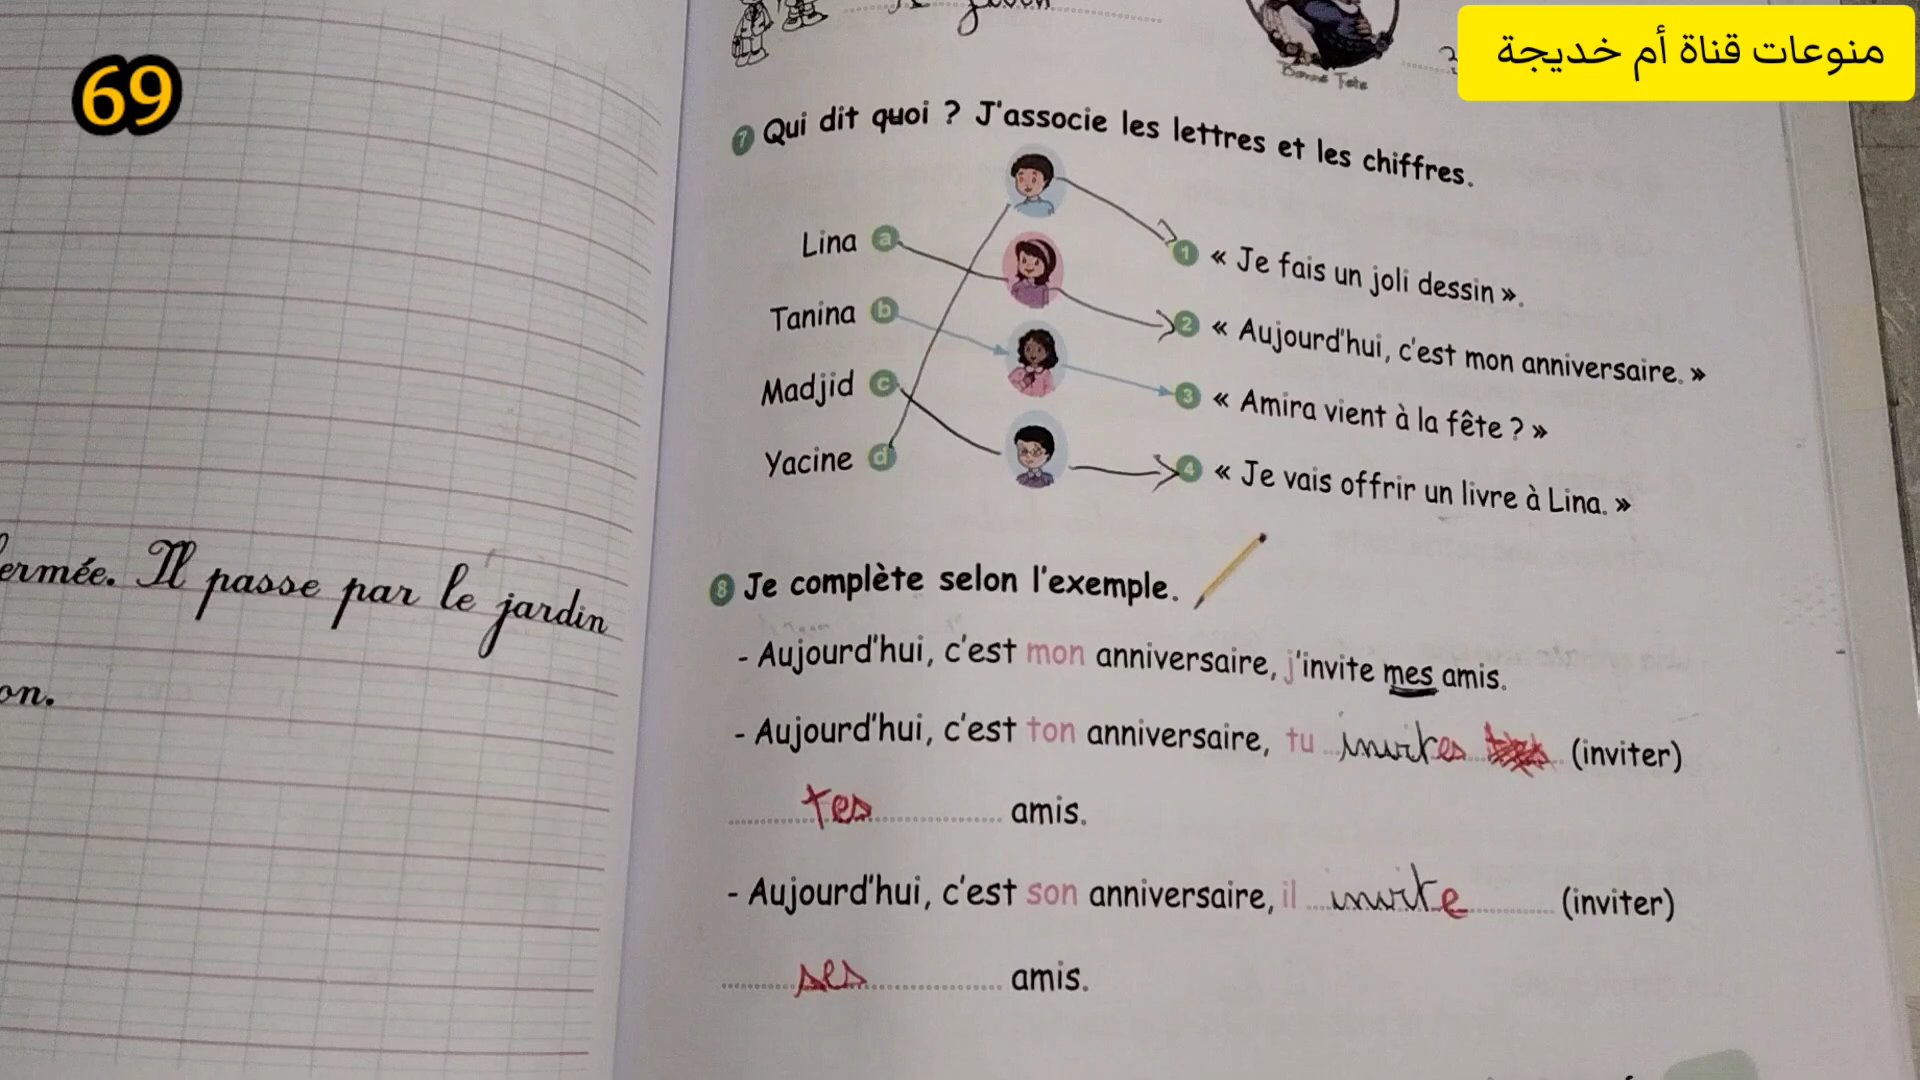 69
منوعات قناة أم خديجة
Bonne Fête
7 Qui dit quoi ? J'associe les lettres et les chiffres.
Lina a
Tanina b
Madjid c
Yacine d
1 « Je fais un joli dessin ».
2 « Aujourd'hui, c'est mon anniversaire. »
3 « Amira vient à la fête ? »
4 « Je vais offrir un livre à Lina. »
ermée. Il passe par le jardin
on.
8 Je complète selon l'exemple.
- Aujourd'hui, c'est mon anniversaire, j'invite mes amis.
- Aujourd'hui, c'est ton anniversaire, tu invites (inviter)
tes amis.
- Aujourd'hui, c'est son anniversaire, il invite (inviter)
ses amis.